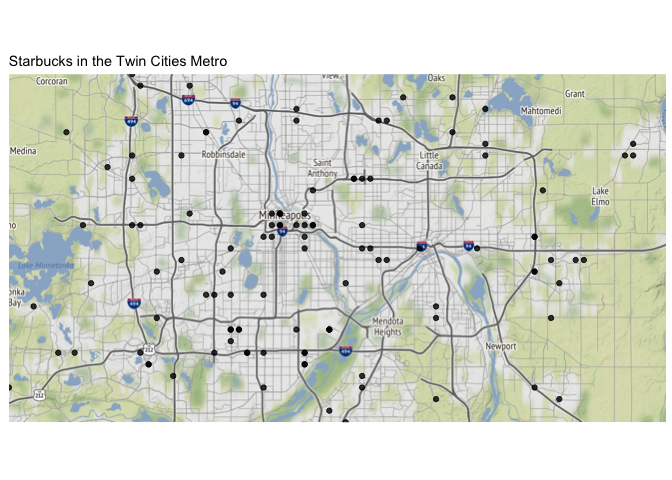 Starbucks in the Twin Cities Metro
Corcoran
View
Oaks
Grant
694
94
Mahtomedi
494
Medina
Robbinsdale
Little
Canada
Saint
Anthony
Lake
Elmo
Minneapolis
no
94
94
Lake Minnetonka
onka
Bay
494
Mendota
Heights
Newport
212
494
212